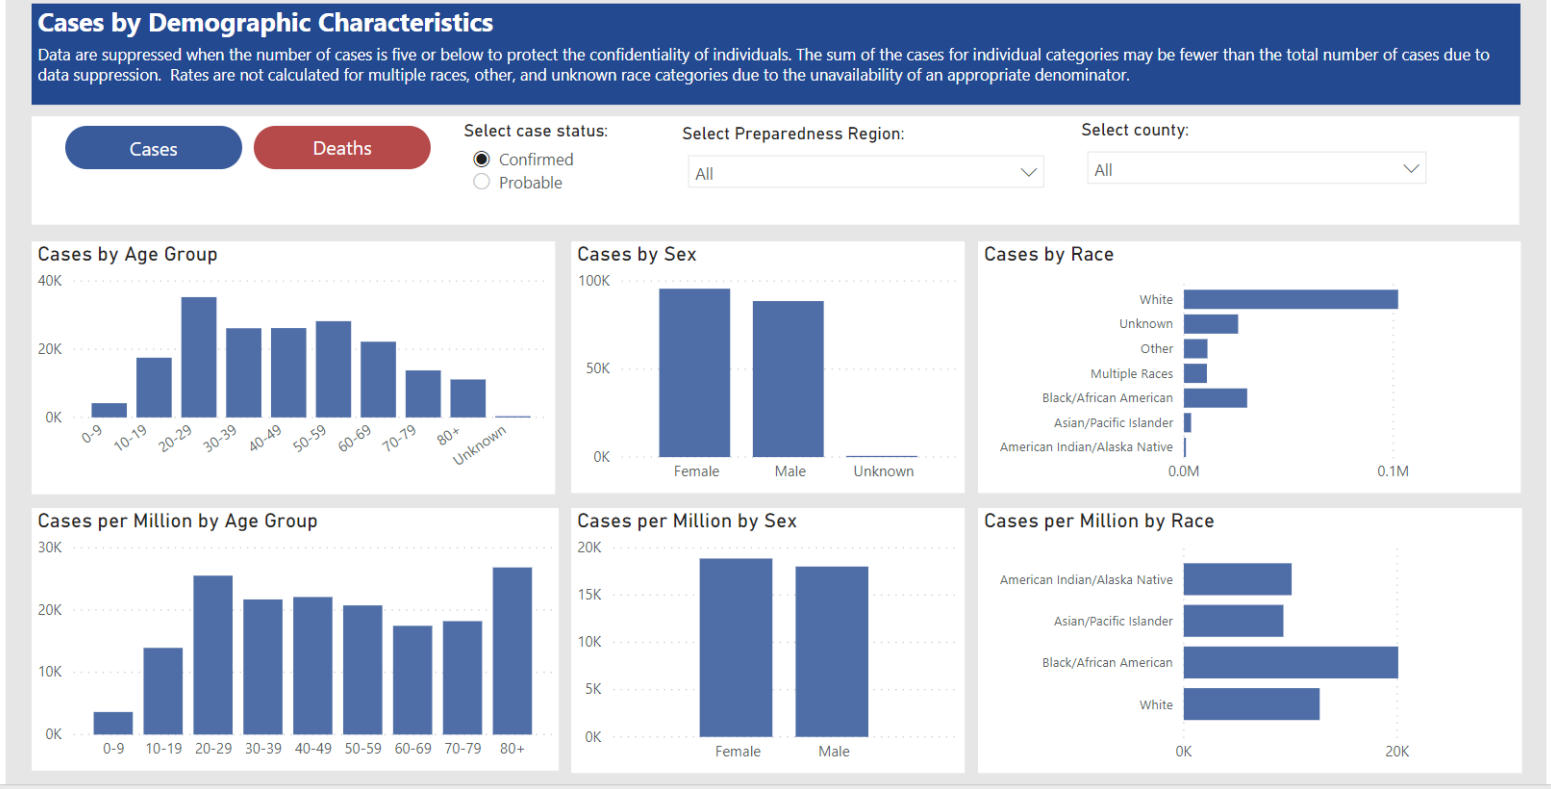 Cases by Demographic Characteristics
Data are suppressed when the number of cases is five or below to protect the confidentiality of individuals. The sum of the cases for individual categories may be fewer than the total number of cases due to
data suppression.  Rates are not calculated for multiple races, other, and unknown race categories due to the unavailability of an appropriate denominator.
Cases
Deaths
Select case status:
Confirmed
Probable
Select Preparedness Region:
All
Select county:
All
Cases by Age Group
40K
20K
0K
0-9
10-19
20-29
30-39
40-49
50-59
60-69
70-79
80+
Unknown
Cases by Sex
100K
50K
0K
Female
Male
Unknown
Cases by Race
White
Unknown
Other
Multiple Races
Black/African American
Asian/Pacific Islander
American Indian/Alaska Native
0.0M
0.1M
Cases per Million by Age Group
30K
20K
10K
0K
0-9
10-19
20-29
30-39
40-49
50-59
60-69
70-79
80+
Cases per Million by Sex
20K
15K
10K
5K
0K
Female
Male
Cases per Million by Race
American Indian/Alaska Native
Asian/Pacific Islander
Black/African American
White
0K
20K